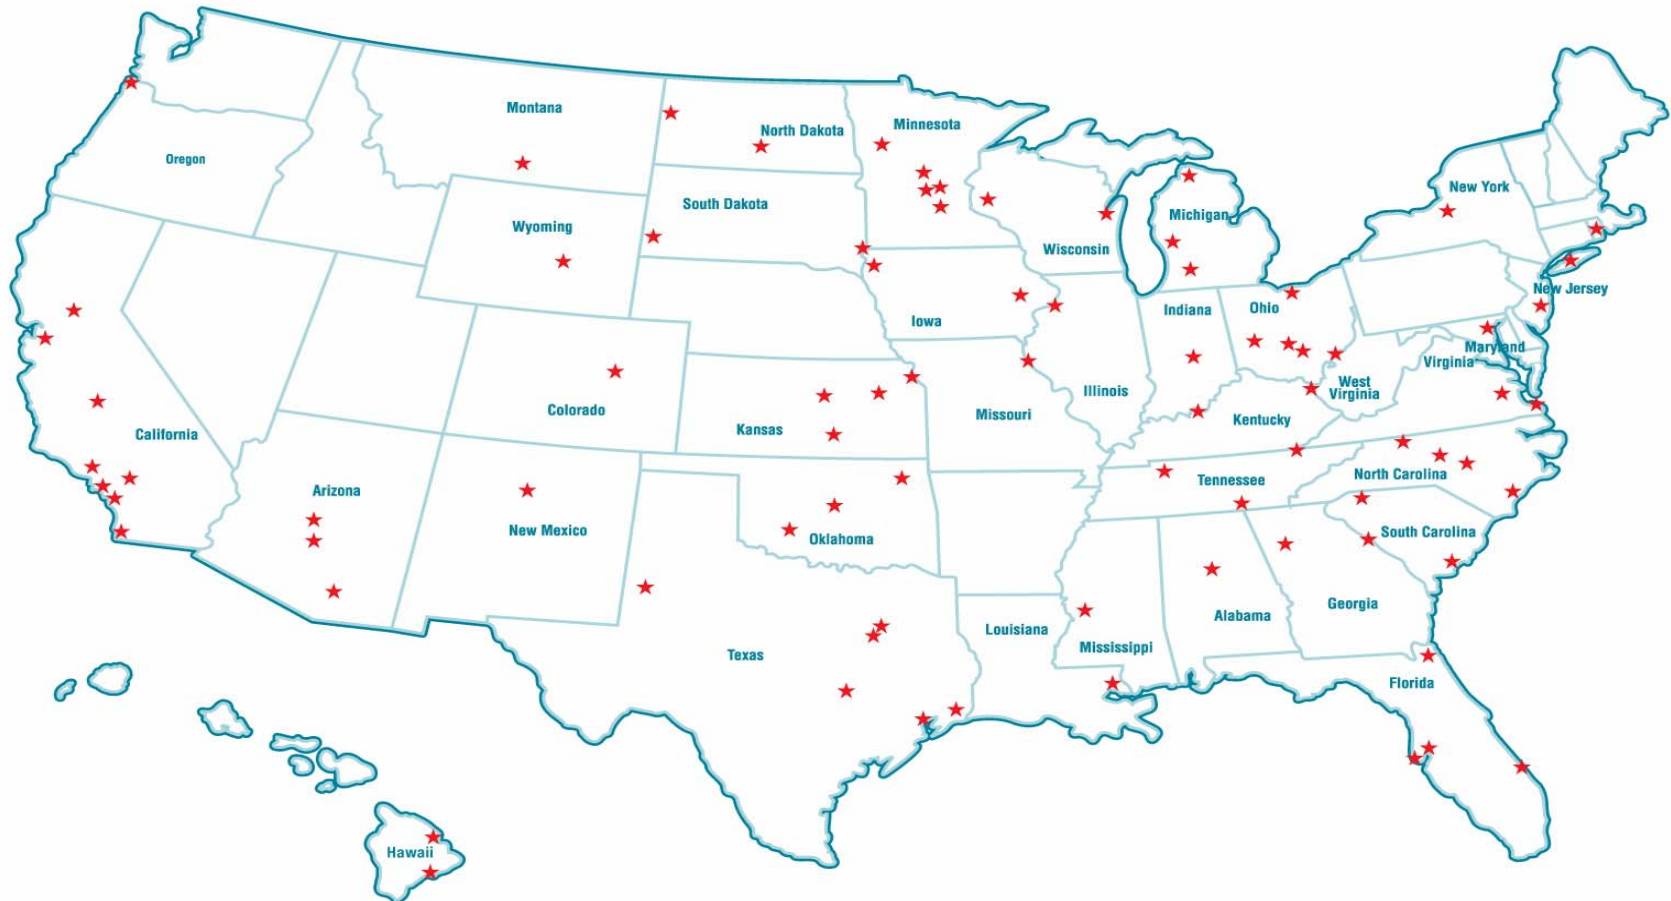 Montana
North Dakota
Minnesota
Oregon
New York
South Dakota
Michigan
Wyoming
Wisconsin
New Jersey
Indiana
Ohio
Iowa
Maryland
Virginia
West
Virginia
Illinois
Colorado
Missouri
Kentucky
Kansas
California
North Carolina
Tennessee
Arizona
New Mexico
South Carolina
Oklahoma
Georgia
Alabama
Louisiana
Mississippi
Texas
Florida
Hawaii